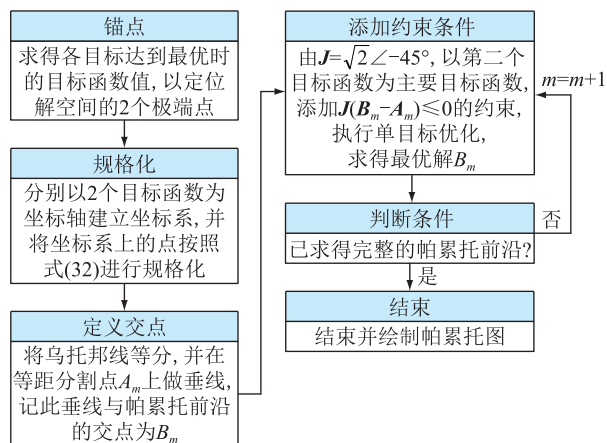 锚点
求得各目标达到最优时
的目标函数值, 以定位
解空间的2个极端点
规格化
分别以2个目标函数为
坐标轴建立坐标系, 并
将坐标系上的点按照
式(32)进行规格化
定义交点
将乌托邦线等分, 并在
等距分割点Aₘ上做垂线,
记此垂线与帕累托前沿
的交点为Bₘ
添加约束条件
由J=√2∠−45°, 以第二个
目标函数为主要目标函数,
添加J(Bₘ−Aₘ)≤0的约束,
执行单目标优化,
求得最优解Bₘ
m=m+1
判断条件
否
已求得完整的帕累托前沿?
是
结束
结束并绘制帕累托图